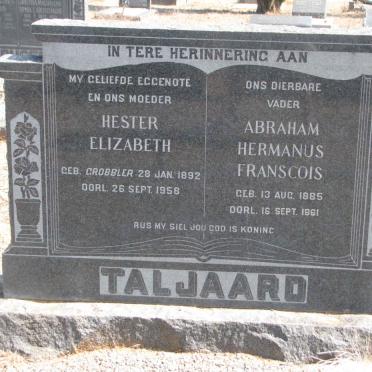 IN TERE HERINNERING AAN
MY GELIEFDE EGGENOTE
EN ONS MOEDER
HESTER
ELIZABETH
GEB. GROBBLER 28 JAN. 1892
OORL. 26 SEPT. 1958
ONS DIERBARE
VADER
ABRAHAM
HERMANUS
FRANSCOIS
GEB. 13 AUG. 1885
OORL. 16 SEPT. 1961
RUS MY SIEL JOU GOD IS KONING
TALJAARD